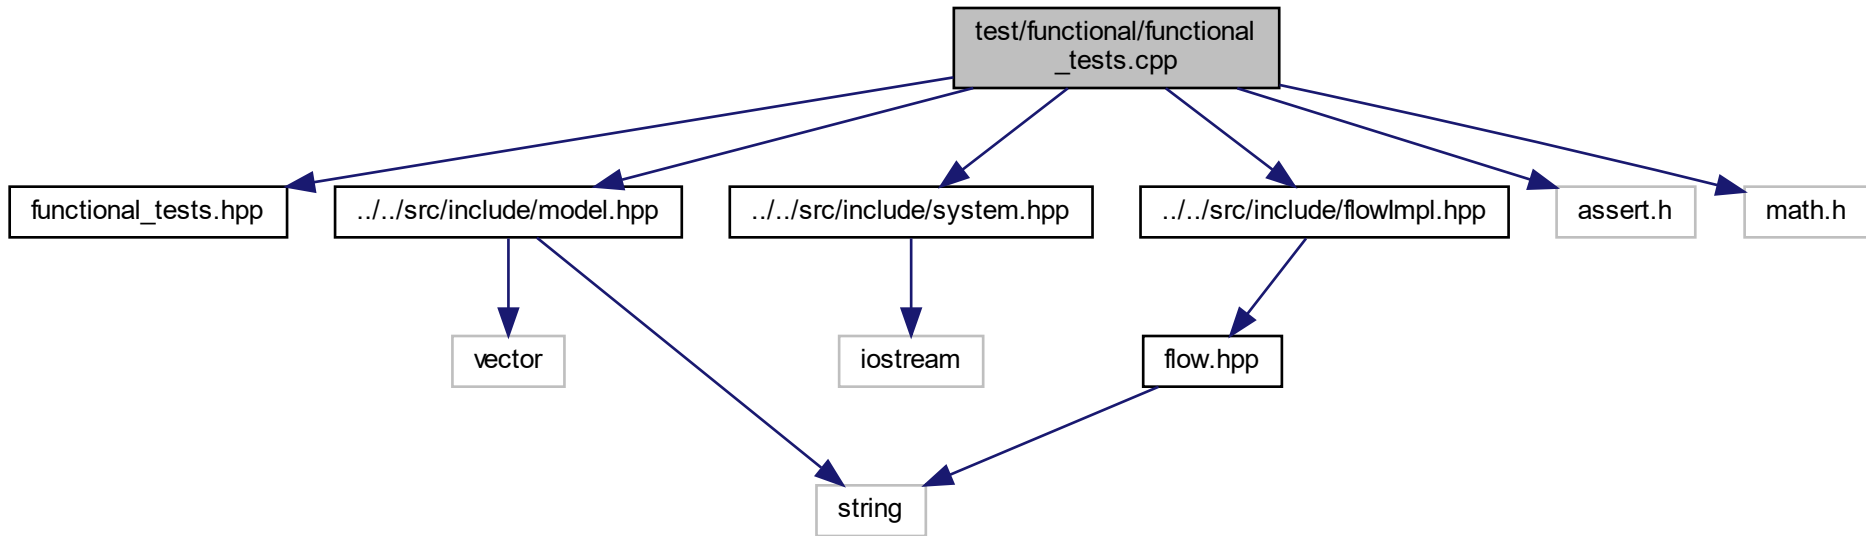 test/functional/functional
_tests.cpp
functional_tests.hpp
../../src/include/model.hpp
../../src/include/system.hpp
../../src/include/flowImpl.hpp
assert.h
math.h
vector
iostream
flow.hpp
string